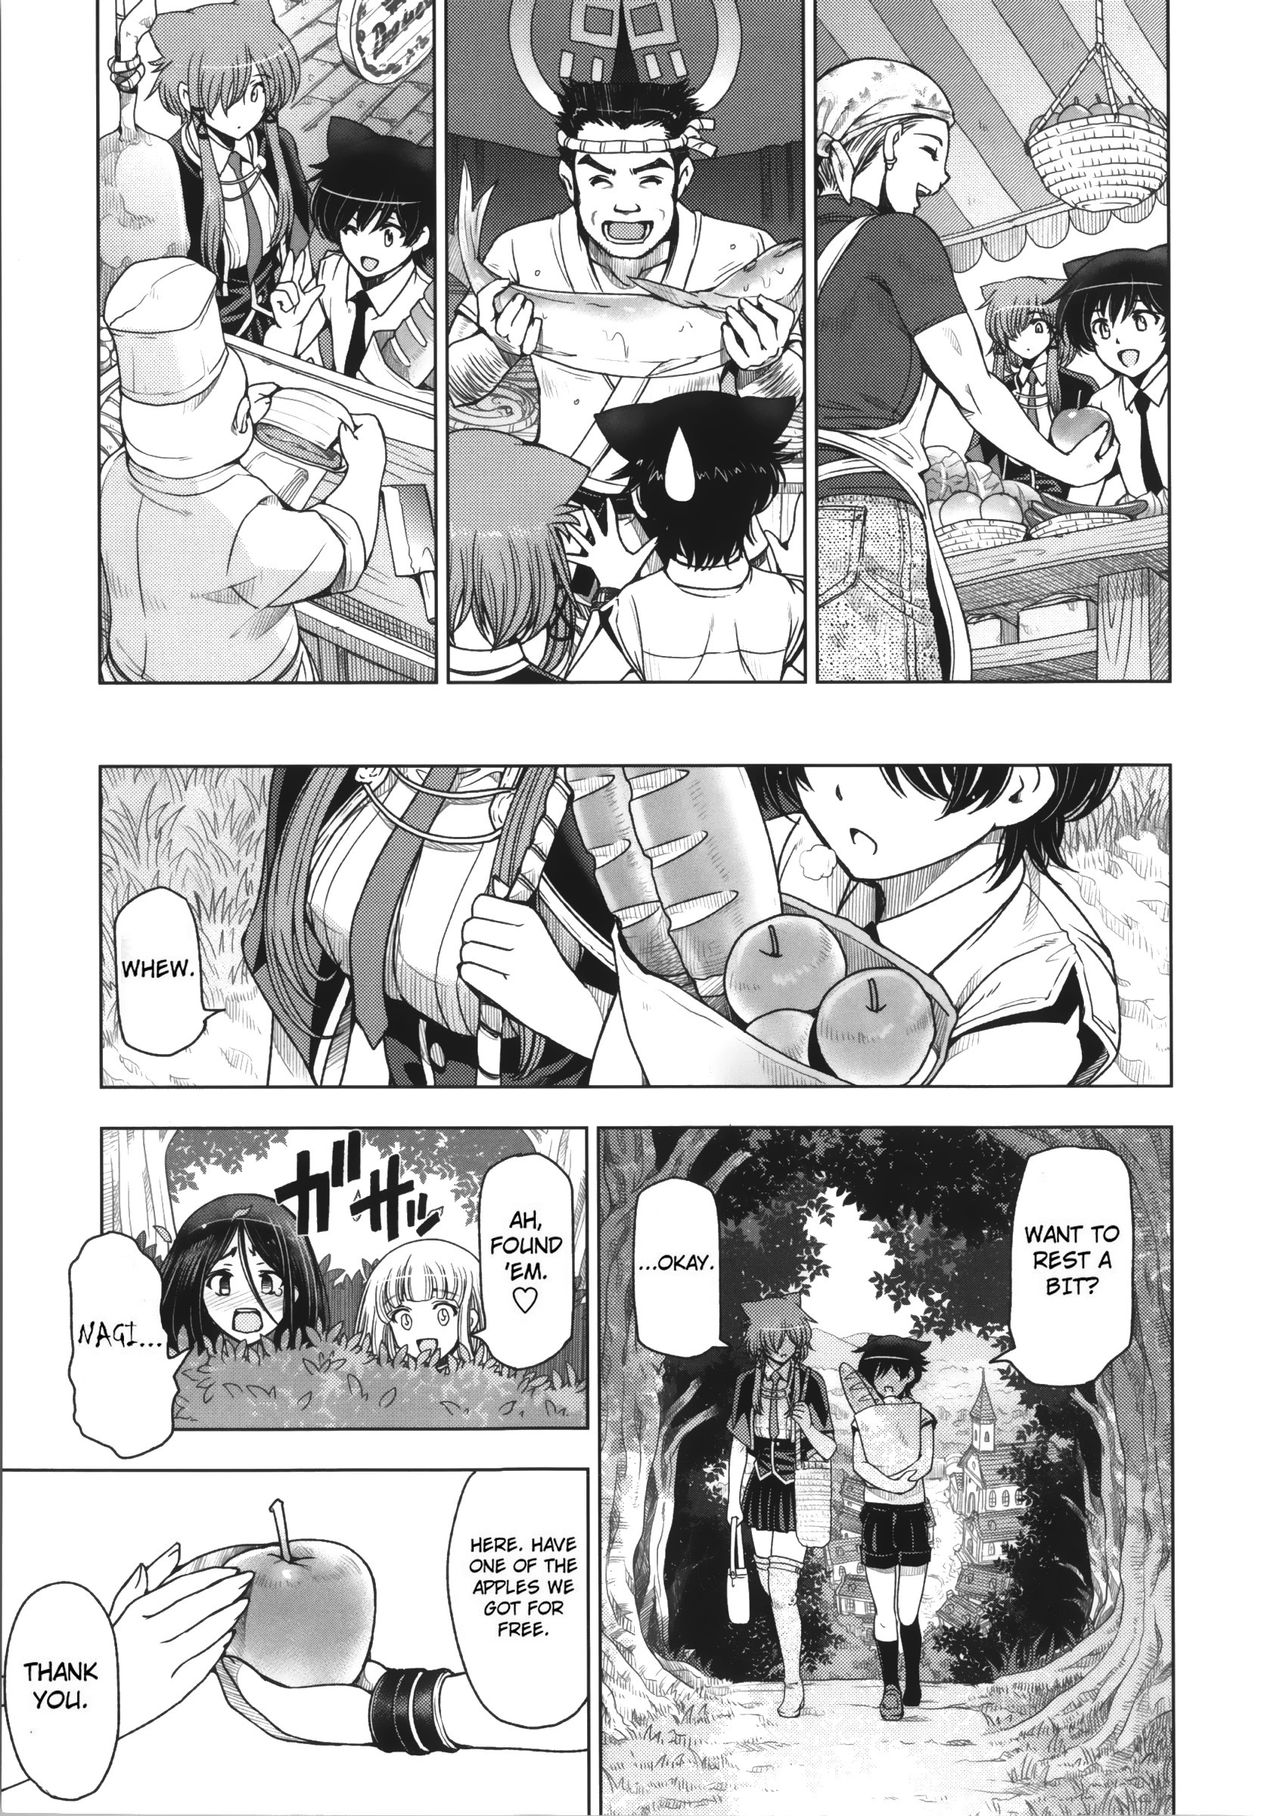 WHEW.
WANT TO
REST A
BIT?
...OKAY.
ガサッ
AH,
FOUND
'EM.
♡
NAGI...
HERE. HAVE
ONE OF THE
APPLES WE
GOT FOR
FREE.
THANK
YOU.